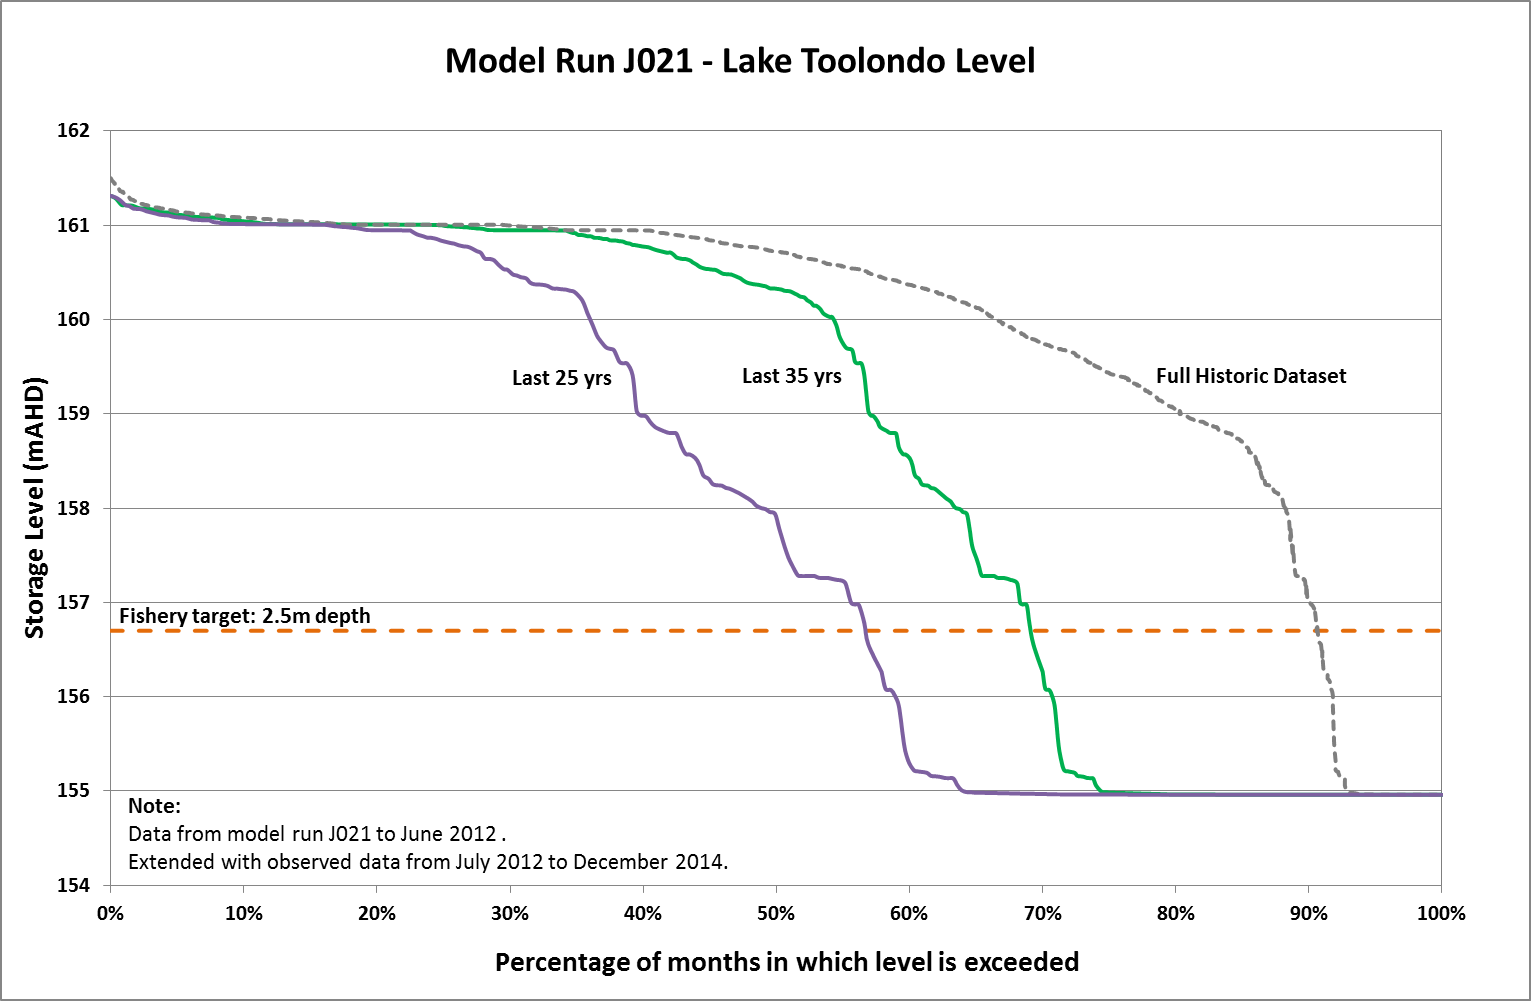 Model Run J021 - Lake Toolondo Level
Storage Level (mAHD)
162
161
160
159
158
157
156
155
154
Last 25 yrs
Last 35 yrs
Full Historic Dataset
Fishery target: 2.5m depth
Note:
Data from model run J021 to June 2012 .
Extended with observed data from July 2012 to December 2014.
0% 10% 20% 30% 40% 50% 60% 70% 80% 90% 100%
Percentage of months in which level is exceeded